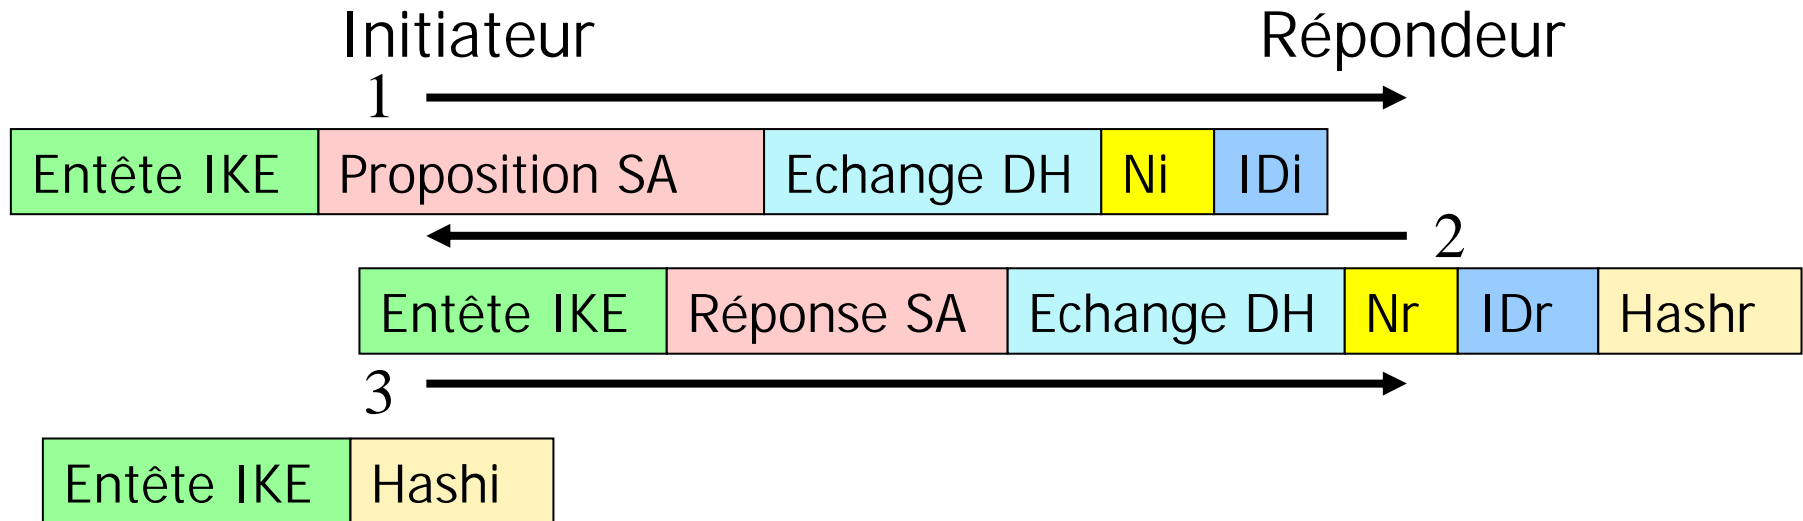 Initiateur Répondeur
1
Entête IKE Proposition SA Echange DH Ni IDi
2
Entête IKE Réponse SA Echange DH Nr IDr Hashr
3
Entête IKE Hashi